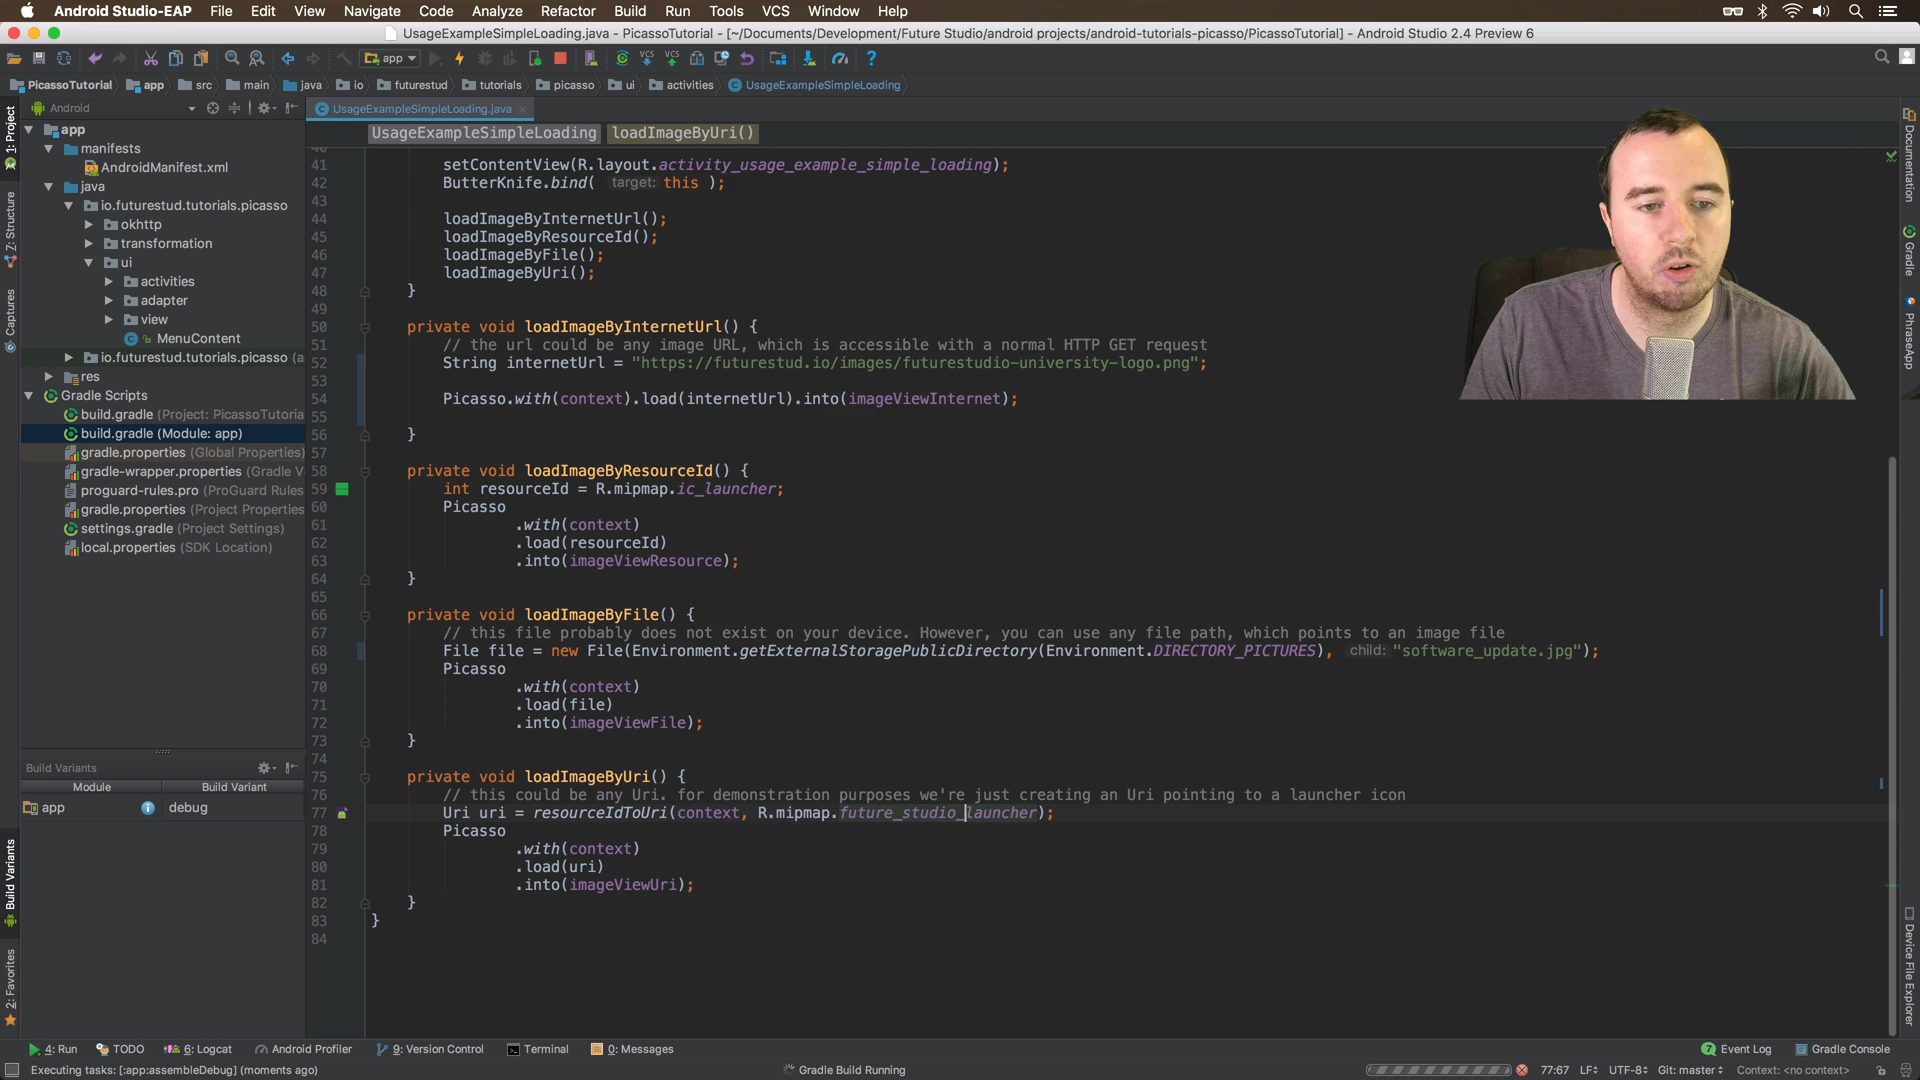 Android Studio-EAP File Edit View Navigate Code Analyze Refactor Build Run Tools VCS Window Help
UsageExampleSimpleLoading.java - PicassoTutorial - [~/Documents/Development/Future Studio/android projects/android-tutorials-picasso/PicassoTutorial] - Android Studio 2.4 Preview 6
app
PicassoTutorial app src main java io futurestud tutorials picasso ui activities UsageExampleSimpleLoading
Android
UsageExampleSimpleLoading.java
UsageExampleSimpleLoading loadImageByUri()
1: Project
Z: Structure
Captures
Build Variants
2: Favorites
app
manifests
AndroidManifest.xml
java
io.futurestud.tutorials.picasso
okhttp
transformation
ui
activities
adapter
view
MenuContent
io.futurestud.tutorials.picasso (a
res
Gradle Scripts
build.gradle (Project: PicassoTutoria
build.gradle (Module: app)
gradle.properties (Global Properties)
gradle-wrapper.properties (Gradle V
proguard-rules.pro (ProGuard Rules
gradle.properties (Project Properties
settings.gradle (Project Settings)
local.properties (SDK Location)
Build Variants
Module Build Variant
app debug
41 setContentView(R.layout.activity_usage_example_simple_loading);
42 ButterKnife.bind( target: this );
43
44 loadImageByInternetUrl();
45 loadImageByResourceId();
46 loadImageByFile();
47 loadImageByUri();
48 }
49
50 private void loadImageByInternetUrl() {
51 // the url could be any image URL, which is accessible with a normal HTTP GET request
52 String internetUrl = "https://futurestud.io/images/futurestudio-university-logo.png";
53
54 Picasso.with(context).load(internetUrl).into(imageViewInternet);
55
56 }
57
58 private void loadImageByResourceId() {
59 int resourceId = R.mipmap.ic_launcher;
60 Picasso
61 .with(context)
62 .load(resourceId)
63 .into(imageViewResource);
64 }
65
66 private void loadImageByFile() {
67 // this file probably does not exist on your device. However, you can use any file path, which points to an image file
68 File file = new File(Environment.getExternalStoragePublicDirectory(Environment.DIRECTORY_PICTURES), child: "software_update.jpg");
69 Picasso
70 .with(context)
71 .load(file)
72 .into(imageViewFile);
73 }
74
75 private void loadImageByUri() {
76 // this could be any Uri. for demonstration purposes we're just creating an Uri pointing to a launcher icon
77 Uri uri = resourceIdToUri(context, R.mipmap.future_studio_launcher);
78 Picasso
79 .with(context)
80 .load(uri)
81 .into(imageViewUri);
82 }
83 }
84
Documentation
Gradle
PhraseApp
Device File Explorer
4: Run TODO 6: Logcat Android Profiler 9: Version Control Terminal 0: Messages 7 Event Log Gradle Console
Executing tasks: [:app:assembleDebug] (moments ago) Gradle Build Running 77:67 LF UTF-8 Git: master Context: <no context>